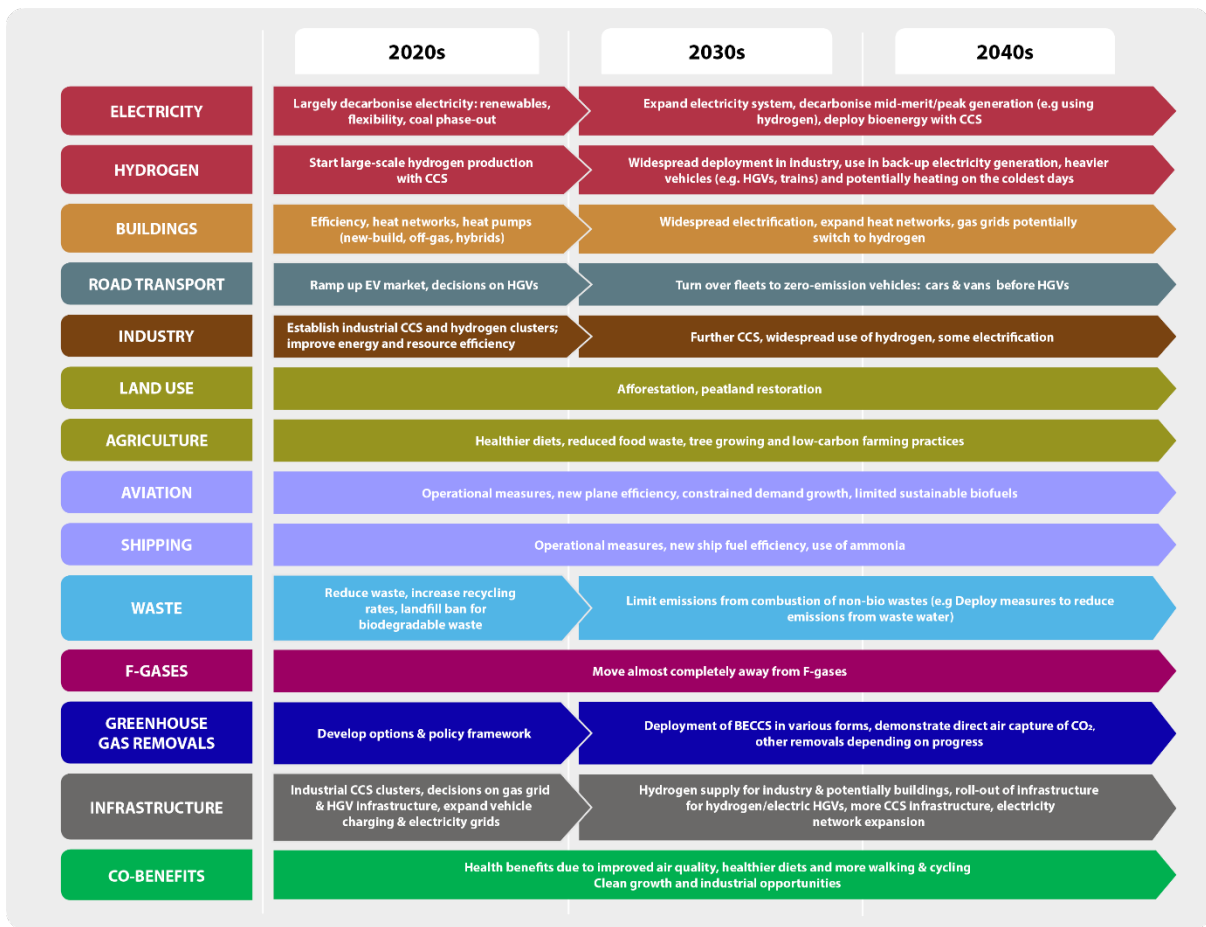 2020s
2030s
2040s
ELECTRICITY
Largely decarbonise electricity: renewables,
flexibility, coal phase-out
Expand electricity system, decarbonise mid-merit/peak generation (e.g using
hydrogen), deploy bioenergy with CCS
HYDROGEN
Start large-scale hydrogen production
with CCS
Widespread deployment in industry, use in back-up electricity generation, heavier
vehicles (e.g. HGVs, trains) and potentially heating on the coldest days
BUILDINGS
Efficiency, heat networks, heat pumps
(new-build, off-gas, hybrids)
Widespread electrification, expand heat networks, gas grids potentially
switch to hydrogen
ROAD TRANSPORT
Ramp up EV market, decisions on HGVs
Turn over fleets to zero-emission vehicles: cars & vans before HGVs
INDUSTRY
Establish industrial CCS and hydrogen clusters;
improve energy and resource efficiency
Further CCS, widespread use of hydrogen, some electrification
LAND USE
Afforestation, peatland restoration
AGRICULTURE
Healthier diets, reduced food waste, tree growing and low-carbon farming practices
AVIATION
Operational measures, new plane efficiency, constrained demand growth, limited sustainable biofuels
SHIPPING
Operational measures, new ship fuel efficiency, use of ammonia
WASTE
Reduce waste, increase recycling
rates, landfill ban for
biodegradable waste
Limit emissions from combustion of non-bio wastes (e.g Deploy measures to reduce
emissions from waste water)
F-GASES
Move almost completely away from F-gases
GREENHOUSE
GAS REMOVALS
Develop options & policy framework
Deployment of BECCS in various forms, demonstrate direct air capture of CO₂,
other removals depending on progress
INFRASTRUCTURE
Industrial CCS clusters, decisions on gas grid
& HGV infrastructure, expand vehicle
charging & electricity grids
Hydrogen supply for industry & potentially buildings, roll-out of infrastructure
for hydrogen/electric HGVs, more CCS infrastructure, electricity
network expansion
CO-BENEFITS
Health benefits due to improved air quality, healthier diets and more walking & cycling
Clean growth and industrial opportunities